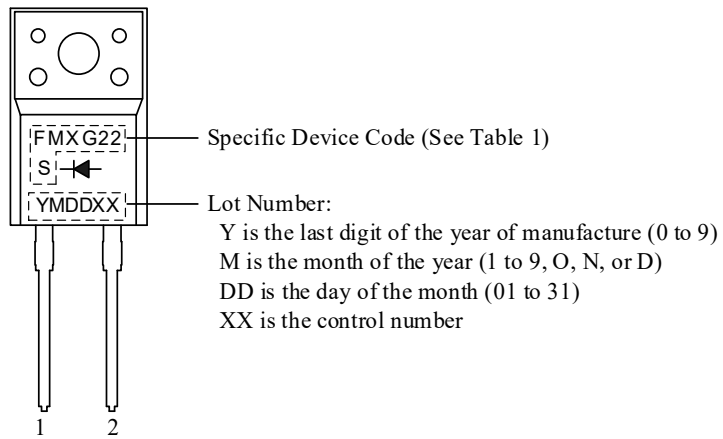 FMXG22
S
YMDDXX
Specific Device Code (See Table 1)
Lot Number:
Y is the last digit of the year of manufacture (0 to 9)
M is the month of the year (1 to 9, O, N, or D)
DD is the day of the month (01 to 31)
XX is the control number
1 2